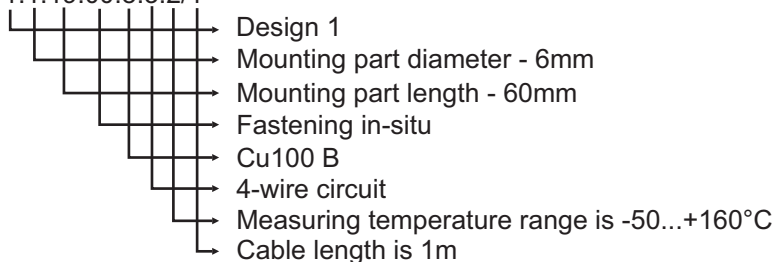 Design 1
Mounting part diameter - 6mm
Mounting part length - 60mm
Fastening in-situ
Cu100 B
4-wire circuit
Measuring temperature range is -50...+160°C
Cable length is 1m